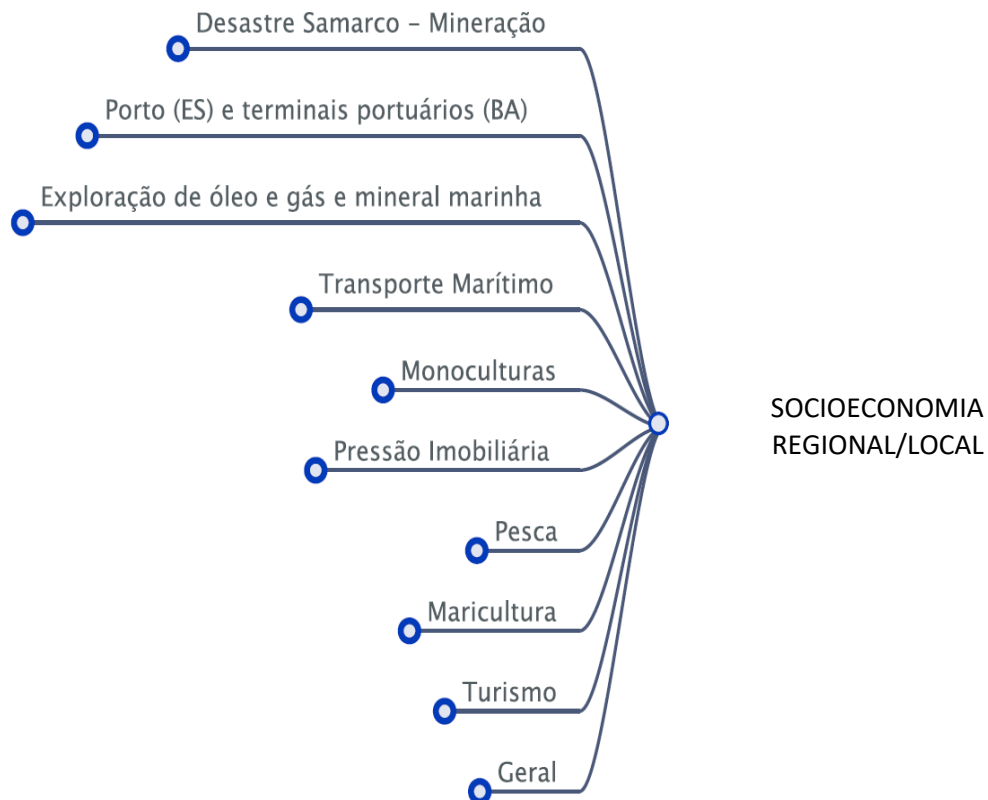 Desastre Samarco – Mineração
Porto (ES) e terminais portuários (BA)
Exploração de óleo e gás e mineral marinha
Transporte Marítimo
Monoculturas
Pressão Imobiliária
Pesca
Maricultura
Turismo
Geral
SOCIOECONOMIA
REGIONAL/LOCAL